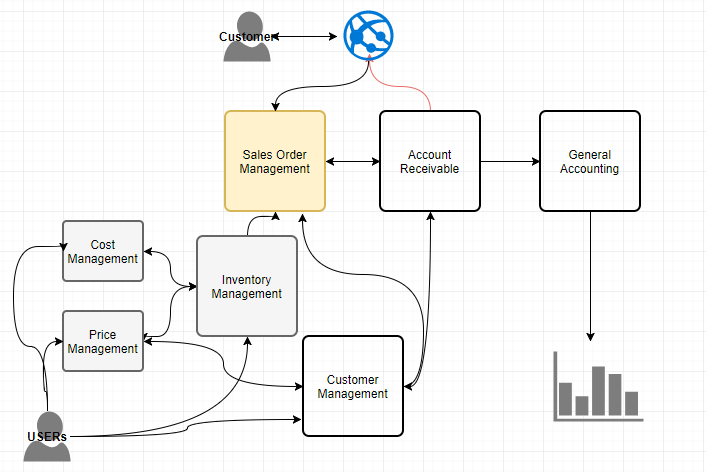 Customer
Sales Order
Management
Account
Receivable
General
Accounting
Cost
Management
Inventory
Management
Price
Management
Customer
Management
USERs